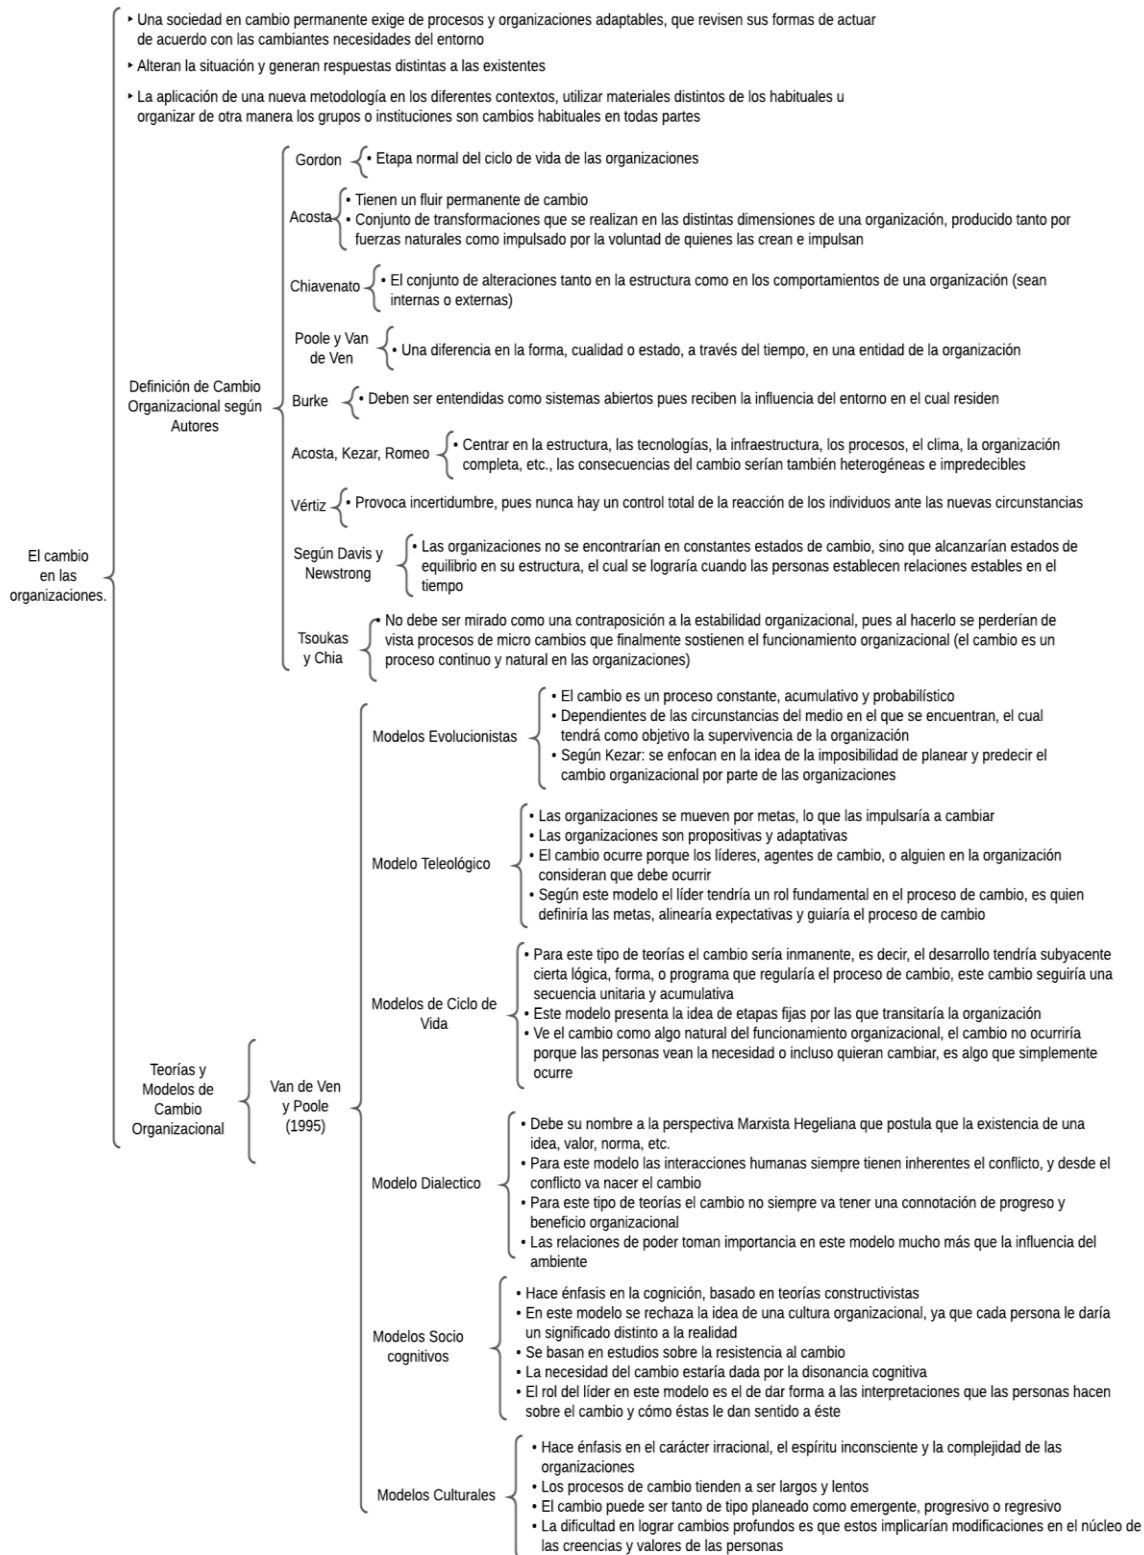 ‣ Una sociedad en cambio permanente exige de procesos y organizaciones adaptables, que revisen sus formas de actuar
de acuerdo con las cambiantes necesidades del entorno
‣ Alteran la situación y generan respuestas distintas a las existentes
‣ La aplicación de una nueva metodología en los diferentes contextos, utilizar materiales distintos de los habituales u
organizar de otra manera los grupos o instituciones son cambios habituales en todas partes
Gordon
• Etapa normal del ciclo de vida de las organizaciones
Acosta
• Tienen un fluir permanente de cambio
• Conjunto de transformaciones que se realizan en las distintas dimensiones de una organización, producido tanto por
fuerzas naturales como impulsado por la voluntad de quienes las crean e impulsan
Chiavenato
• El conjunto de alteraciones tanto en la estructura como en los comportamientos de una organización (sean
internas o externas)
Poole y Van
de Ven
• Una diferencia en la forma, cualidad o estado, a través del tiempo, en una entidad de la organización
Definición de Cambio
Organizacional según
Autores
Burke
• Deben ser entendidas como sistemas abiertos pues reciben la influencia del entorno en el cual residen
Acosta, Kezar, Romeo
• Centrar en la estructura, las tecnologías, la infraestructura, los procesos, el clima, la organización
completa, etc., las consecuencias del cambio serían también heterogéneas e impredecibles
Vértiz
• Provoca incertidumbre, pues nunca hay un control total de la reacción de los individuos ante las nuevas circunstancias
El cambio
en las
organizaciones.
Según Davis y
Newstrong
• Las organizaciones no se encontrarían en constantes estados de cambio, sino que alcanzarían estados de
equilibrio en su estructura, el cual se lograría cuando las personas establecen relaciones estables en el
tiempo
Tsoukas
y Chia
• No debe ser mirado como una contraposición a la estabilidad organizacional, pues al hacerlo se perderían de
vista procesos de micro cambios que finalmente sostienen el funcionamiento organizacional (el cambio es un
proceso continuo y natural en las organizaciones)
Modelos Evolucionistas
• El cambio es un proceso constante, acumulativo y probabilístico
• Dependientes de las circunstancias del medio en el que se encuentran, el cual
tendrá como objetivo la supervivencia de la organización
• Según Kezar: se enfocan en la idea de la imposibilidad de planear y predecir el
cambio organizacional por parte de las organizaciones
Modelo Teleológico
• Las organizaciones se mueven por metas, lo que las impulsaría a cambiar
• Las organizaciones son propositivas y adaptativas
• El cambio ocurre porque los líderes, agentes de cambio, o alguien en la organización
consideran que debe ocurrir
• Según este modelo el líder tendría un rol fundamental en el proceso de cambio, es quien
definiría las metas, alinearía expectativas y guiaría el proceso de cambio
Modelos de Ciclo de
Vida
• Para este tipo de teorías el cambio sería inmanente, es decir, el desarrollo tendría subyacente
cierta lógica, forma, o programa que regularía el proceso de cambio, este cambio seguiría una
secuencia unitaria y acumulativa
• Este modelo presenta la idea de etapas fijas por las que transitaría la organización
• Ve el cambio como algo natural del funcionamiento organizacional, el cambio no ocurriría
porque las personas vean la necesidad o incluso quieran cambiar, es algo que simplemente
ocurre
Teorías y
Modelos de
Cambio
Organizacional
Van de Ven
y Poole
(1995)
Modelo Dialectico
• Debe su nombre a la perspectiva Marxista Hegeliana que postula que la existencia de una
idea, valor, norma, etc.
• Para este modelo las interacciones humanas siempre tienen inherentes el conflicto, y desde el
conflicto va nacer el cambio
• Para este tipo de teorías el cambio no siempre va tener una connotación de progreso y
beneficio organizacional
• Las relaciones de poder toman importancia en este modelo mucho más que la influencia del
ambiente
Modelos Socio
cognitivos
• Hace énfasis en la cognición, basado en teorías constructivistas
• En este modelo se rechaza la idea de una cultura organizacional, ya que cada persona le daría
un significado distinto a la realidad
• Se basan en estudios sobre la resistencia al cambio
• La necesidad del cambio estaría dada por la disonancia cognitiva
• El rol del líder en este modelo es el de dar forma a las interpretaciones que las personas hacen
sobre el cambio y cómo éstas le dan sentido a éste
Modelos Culturales
• Hace énfasis en el carácter irracional, el espíritu inconsciente y la complejidad de las
organizaciones
• Los procesos de cambio tienden a ser largos y lentos
• El cambio puede ser tanto de tipo planeado como emergente, progresivo o regresivo
• La dificultad en lograr cambios profundos es que estos implicarían modificaciones en el núcleo de
las creencias y valores de las personas